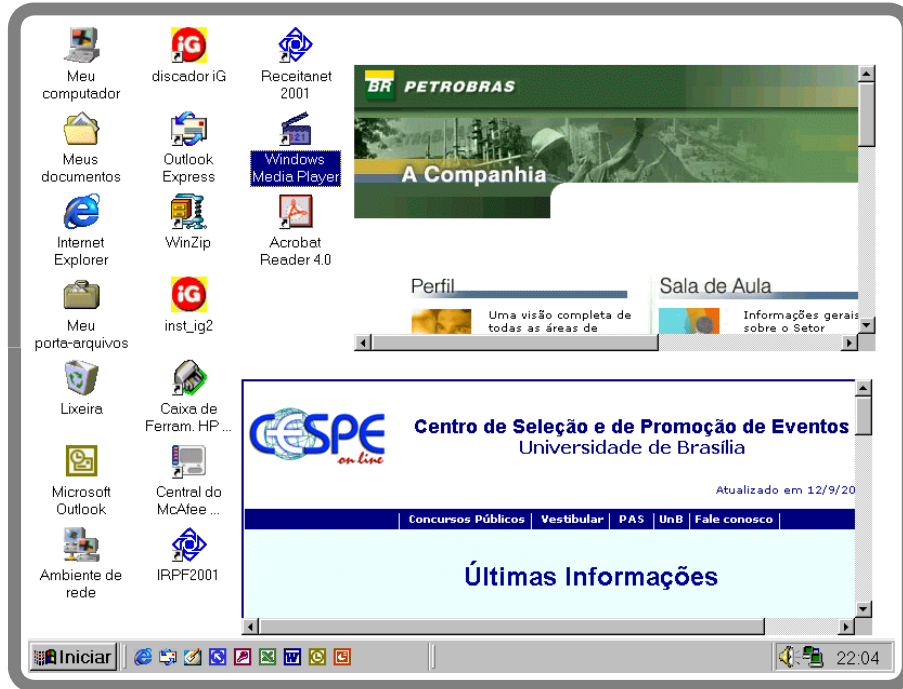 Meu
computador
discador iG
Receitanet
2001
Meus
documentos
Outlook
Express
Windows
Media Player
Internet
Explorer
WinZip
Acrobat
Reader 4.0
Meu
porta-arquivos
inst_ig2
Lixeira
Caixa de
Ferram. HP ...
Microsoft
Outlook
Central do
McAfee ...
Ambiente de
rede
IRPF2001
BR PETROBRAS
A Companhia
Perfil
Uma visão completa de
todas as áreas de
Sala de Aula
Informações gerais
sobre o Setor
CESPE
on line
Centro de Seleção e de Promoção de Eventos
Universidade de Brasília
Atualizado em 12/9/20
Concursos Públicos | Vestibular | PAS | UnB | Fale conosco |
Últimas Informações
Iniciar
22:04